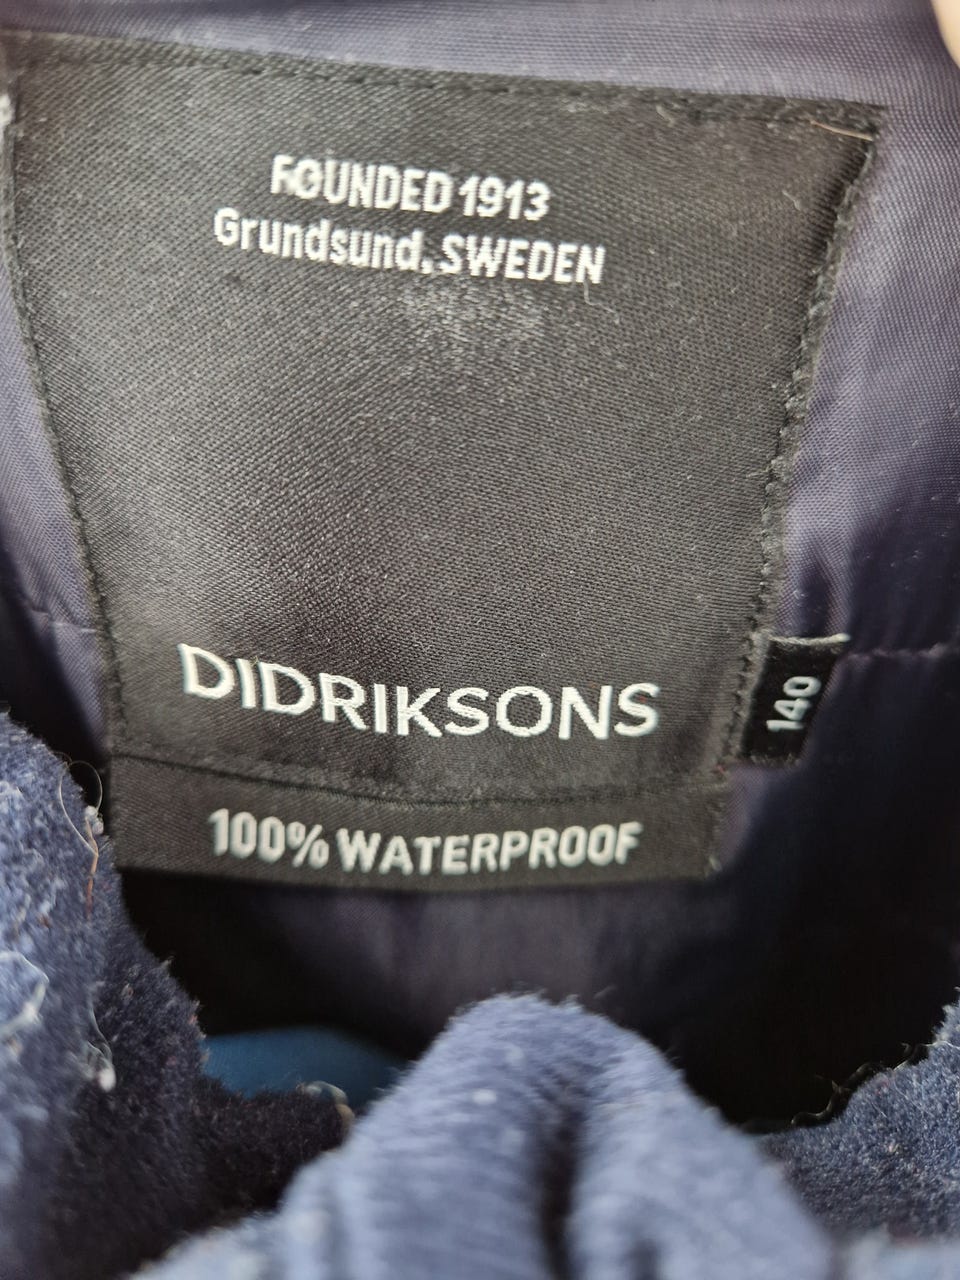 FOUNDED 1913
Grundsund, SWEDEN
DIDRIKSONS
140
100% WATERPROOF